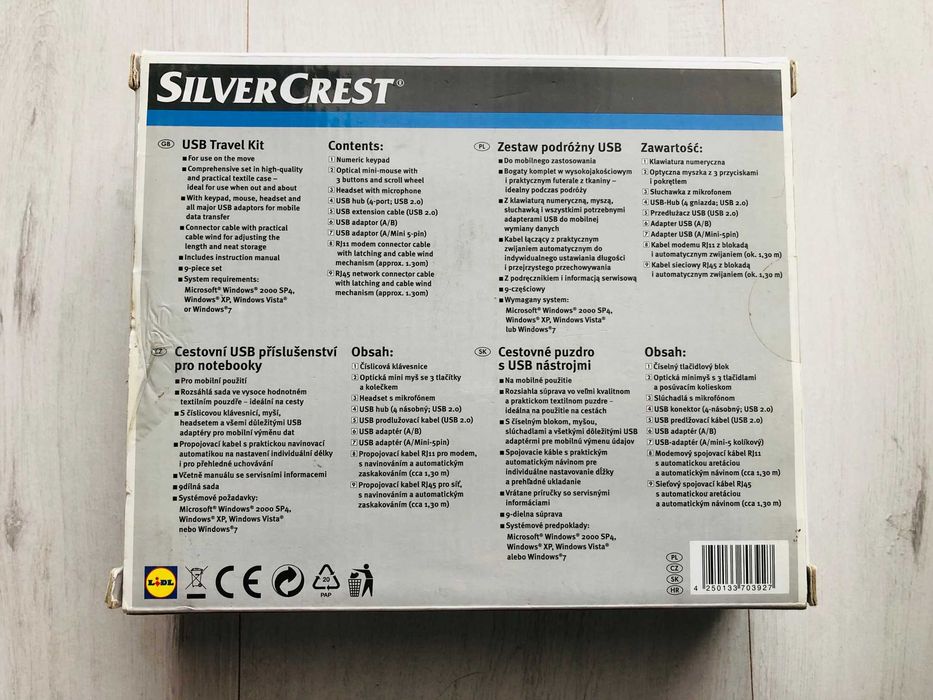 SILVERCREST®
GB USB Travel Kit
■ For use on the move
■ Comprehensive set in high-quality
and practical textile case –
ideal for use when out and about
■ With keypad, mouse, headset and
all major USB adaptors for mobile
data transfer
■ Connector cable with practical
cable wind for adjusting the
length and neat storage
■ Includes instruction manual
■ 9-piece set
■ System requirements:
Microsoft® Windows® 2000 SP4,
Windows® XP, Windows Vista®
or Windows®7
Contents:
1 Numeric keypad
2 Optical mini-mouse with
3 buttons and scroll wheel
3 Headset with microphone
4 USB hub (4-port; USB 2.0)
5 USB extension cable (USB 2.0)
6 USB adaptor (A/B)
7 USB adaptor (A/Mini 5-pin)
8 RJ11 modem connector cable
with latching and cable wind
mechanism (approx. 1.30m)
9 RJ45 network connector cable
with latching and cable wind
mechanism (approx. 1.30m)
PL Zestaw podróżny USB
■ Do mobilnego zastosowania
■ Bogaty komplet w wysokojakościowym
i praktycznym futerale z tkaniny –
idealny podczas podróży
■ Z klawiaturą numeryczną, myszą,
słuchawką i wszystkimi potrzebnymi
adapterami USB do mobilnej
wymiany danych
■ Kabel łączący z praktycznym
zwijaniem automatycznym do
indywidualnego ustawiania długości
i przejrzystego przechowywania
■ Z podręcznikiem i informacją serwisową
■ 9-częściowy
■ Wymagany system:
Microsoft® Windows® 2000 SP4,
Windows® XP, Windows Vista®
lub Windows®7
Zawartość:
1 Klawiatura numeryczna
2 Optyczna myszka z 3 przyciskami
i pokrętłem
3 Słuchawka z mikrofonem
4 USB-Hub (4 gniazda; USB 2.0)
5 Przedłużacz USB (USB 2.0)
6 Adapter USB (A/B)
7 Adapter USB (A/Mini-5pin)
8 Kabel modemu RJ11 z blokadą
i automatycznym zwijaniem (ok. 1,30 m)
9 Kabel sieciowy RJ45 z blokadą
i automatycznym zwijaniem (ok. 1,30 m)
CZ Cestovní USB příslušenství
pro notebooky
■ Pro mobilní použití
■ Rozsáhlá sada ve vysoce hodnotném
textilním pouzdře – ideální na cesty
■ S číslicovou klávesnicí, myší,
headsetem a všemi důležitými USB
adaptéry pro mobilní výměnu dat
■ Propojovací kabel s praktickou navinovací
automatikou na nastavení individuální délky
i pro přehledné uchovávání
■ Včetně manuálu se servisními informacemi
■ 9dílná sada
■ Systémové požadavky:
Microsoft® Windows® 2000 SP4,
Windows® XP, Windows Vista®
nebo Windows®7
Obsah:
1 Číslicová klávesnice
2 Optická mini myš se 3 tlačítky
a kolečkem
3 Headset s mikrofónem
4 USB hub (4 násobný; USB 2.0)
5 USB prodlužovací kabel (USB 2.0)
6 USB adaptér (A/B)
7 USB adaptér (A/Mini-5pin)
8 Propojovací kabel RJ11 pro modem,
s navinováním a automatickým
zaskakováním (cca 1,30 m)
9 Propojovací kabel RJ45 pro síť,
s navinováním a automatickým
zaskakováním (cca 1,30 m)
SK Cestovné puzdro
s USB nástrojmi
■ Na mobilné použitie
■ Rozsiahla súprava vo veľmi kvalitnom
a praktickom textilnom puzdre –
ideálna na použitie na cestách
■ S číselným blokom, myšou,
slúchadlami a všetkými dôležitými USB
adaptérmi pre mobilnú výmenu údajov
■ Spojovacie káble s praktickým
automatickým návinom pre
individuálne nastavovanie dĺžky
a prehľadné ukladanie
■ Vrátane príručky so servisnými
informáciami
■ 9-dielna súprava
■ Systémové predpoklady:
Microsoft® Windows® 2000 SP4,
Windows® XP, Windows Vista®
alebo Windows®7
Obsah:
1 Číselný tlačidlový blok
2 Optická minimyš s 3 tlačidlami
a posúvacím kolieskom
3 Slúchadlá s mikrofónom
4 USB konektor (4-násobný; USB 2.0)
5 USB predlžovací kábel (USB 2.0)
6 USB adaptér (A/B)
7 USB-adaptér (A/mini-5 kolíkový)
8 Modemový spojovací kábel RJ11
s automatickou aretáciou
a automatickým návinom (cca 1,30 m)
9 Sieťový spojovací kábel RJ45
s automatickou aretáciou
a automatickým návinom (cca 1,30 m)
LIDL
CE
20
PAP
PL
CZ
SK
HR
4 250133 703927